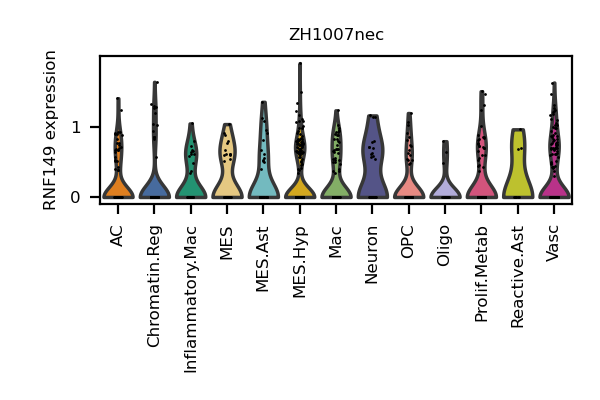 ZH1007nec
RNF149 expression
1
0
AC
Chromatin.Reg
Inflammatory.Mac
MES
MES.Ast
MES.Hyp
Mac
Neuron
OPC
Oligo
Prolif.Metab
Reactive.Ast
Vasc